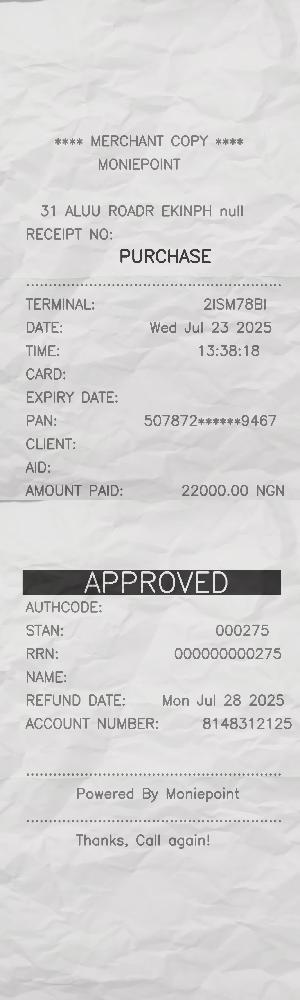 **** MERCHANT COPY ****
MONIEPOINT
31 ALUU ROADR EKINPH null
RECEIPT NO:
PURCHASE
TERMINAL: 2ISM78BI
DATE: Wed Jul 23 2025
TIME: 13:38:18
CARD:
EXPIRY DATE:
PAN: 507872******9467
CLIENT:
AID:
AMOUNT PAID: 22000.00 NGN
APPROVED
AUTHCODE:
STAN: 000275
RRN: 000000000275
NAME:
REFUND DATE: Mon Jul 28 2025
ACCOUNT NUMBER: 8148312125
Powered By Moniepoint
Thanks, Call again!